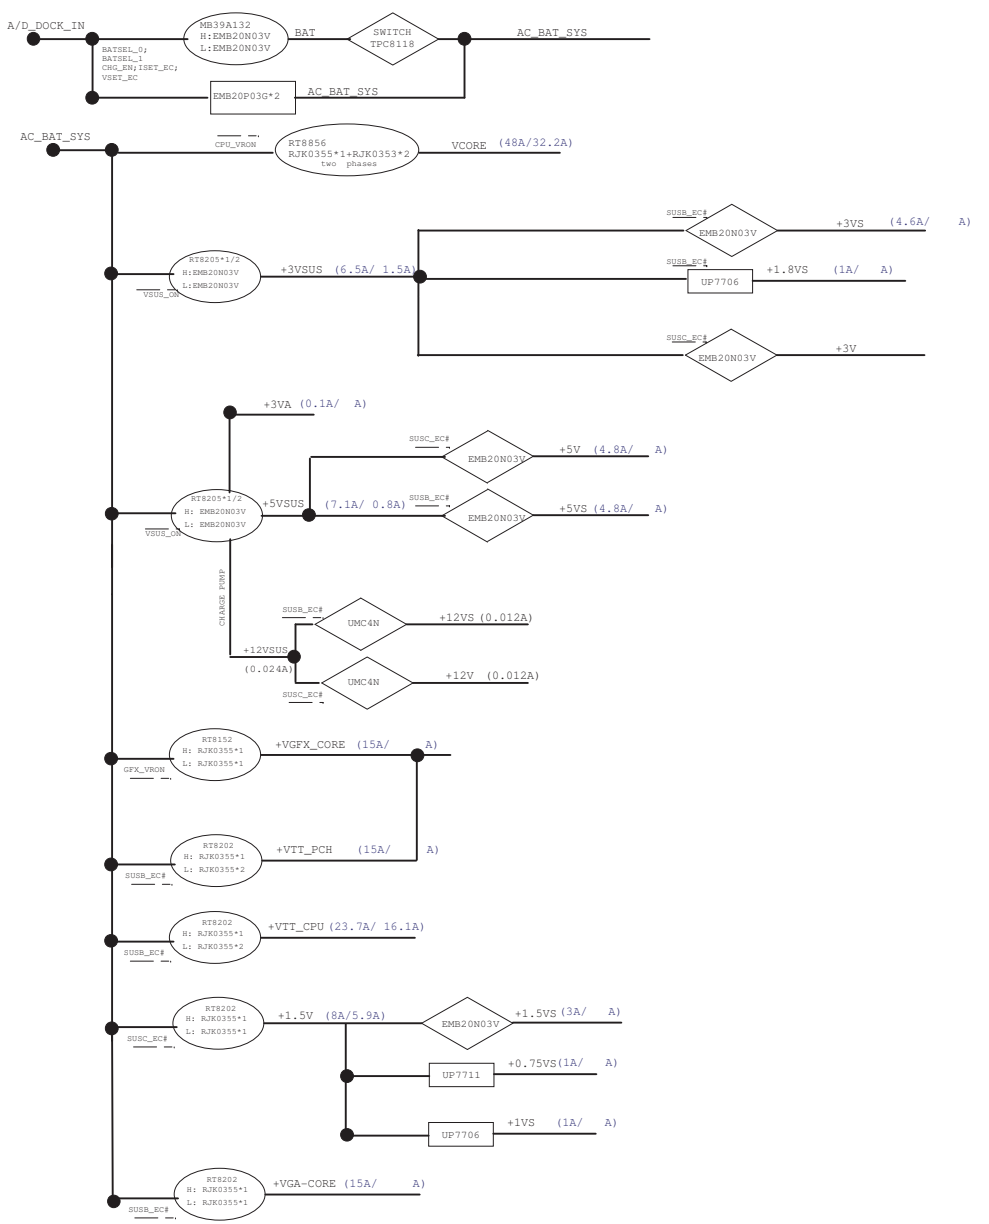 A/D_DOCK_IN
BATSEL_0;
BATSEL_1
CHG_EN;ISET_EC;
VSET_EC
MB39A132
H:EMB20N03V
L:EMB20N03V
BAT
SWITCH
TPC8118
AC_BAT_SYS
EMB20P03G*2
AC_BAT_SYS
AC_BAT_SYS
CPU_VRON
RT8856
RJK0355*1+RJK0353*2
two phases
VCORE (48A/32.2A)
RT8205*1/2
H:EMB20N03V
L:EMB20N03V
VSUS_ON
+3VSUS (6.5A/ 1.5A)
SUSB_EC#
EMB20N03V
+3VS (4.6A/ A)
SUSB_EC#
UP7706
+1.8VS (1A/ A)
SUSC_EC#
EMB20N03V
+3V
+3VA (0.1A/ A)
RT8205*1/2
H: EMB20N03V
L: EMB20N03V
VSUS_ON
+5VSUS (7.1A/ 0.8A)
SUSC_EC#
EMB20N03V
+5V (4.8A/ A)
SUSB_EC#
EMB20N03V
+5VS (4.8A/ A)
CHARGE PUMP
+12VSUS
(0.024A)
SUSB_EC#
UMC4N
+12VS (0.012A)
SUSC_EC#
UMC4N
+12V (0.012A)
GFX_VRON
RT8152
H: RJK0355*1
L: RJK0355*1
+VGFX_CORE (15A/ A)
SUSB_EC#
RT8202
H: RJK0355*1
L: RJK0355*2
+VTT_PCH (15A/ A)
SUSB_EC#
RT8202
H: RJK0355*1
L: RJK0355*2
+VTT_CPU (23.7A/ 16.1A)
SUSC_EC#
RT8202
H: RJK0355*1
L: RJK0355*1
+1.5V (8A/5.9A)
EMB20N03V
+1.5VS (3A/ A)
UP7711
+0.75VS(1A/ A)
UP7706
+1VS (1A/ A)
SUSB_EC#
RT8202
H: RJK0355*1
L: RJK0355*1
+VGA-CORE (15A/ A)